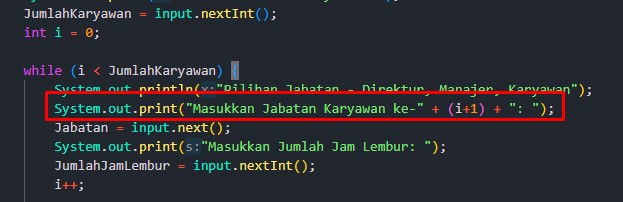 JumlahKaryawan = input.nextInt();
int i = 0;
while (i < JumlahKaryawan) {
System.out.println(x:"Pilihan Jabatan - Direktur, Manajer, Karyawan");
System.out.print("Masukkan Jabatan Karyawan ke-" + (i+1) + ": ");
Jabatan = input.next();
System.out.print(s:"Masukkan Jumlah Jam Lembur: ");
JumlahJamLembur = input.nextInt();
i++;